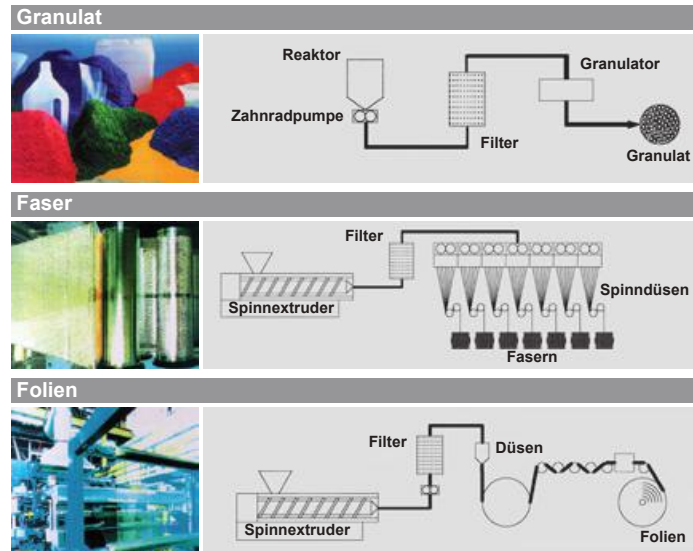 Granulat
Reaktor
Granulator
Zahnradpumpe
Filter
Granulat
Faser
Filter
Spinndüsen
Spinnextruder
Fasern
Folien
Filter
Düsen
Spinnextruder
Folien